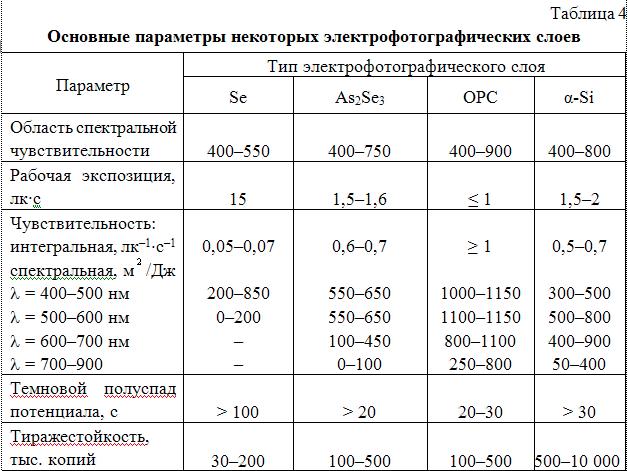 Таблица 4
Основные параметры некоторых электрофотографических слоев
Параметр
Тип электрофотографического слоя
Se As₂Se₃ OPC α-Si
Область спектральной
чувствительности 400–550 400–750 400–900 400–800
Рабочая экспозиция,
лк·с 15 1,5–1,6 ≤ 1 1,5–2
Чувствительность:
интегральная, лк⁻¹·с⁻¹ 0,05–0,07 0,6–0,7 ≥ 1 0,5–0,7
спектральная, м² /Дж
λ = 400–500 нм 200–850 550–650 1000–1150 300–500
λ = 500–600 нм 0–200 550–650 1100–1150 500–800
λ = 600–700 нм – 100–450 800–1100 400–900
λ = 700–900 – 0–100 250–800 50–400
Темновой полуспад
потенциала, с > 100 > 20 20–30 > 30
Тиражестойкость,
тыс. копий 30–200 100–500 100–500 500–10 000